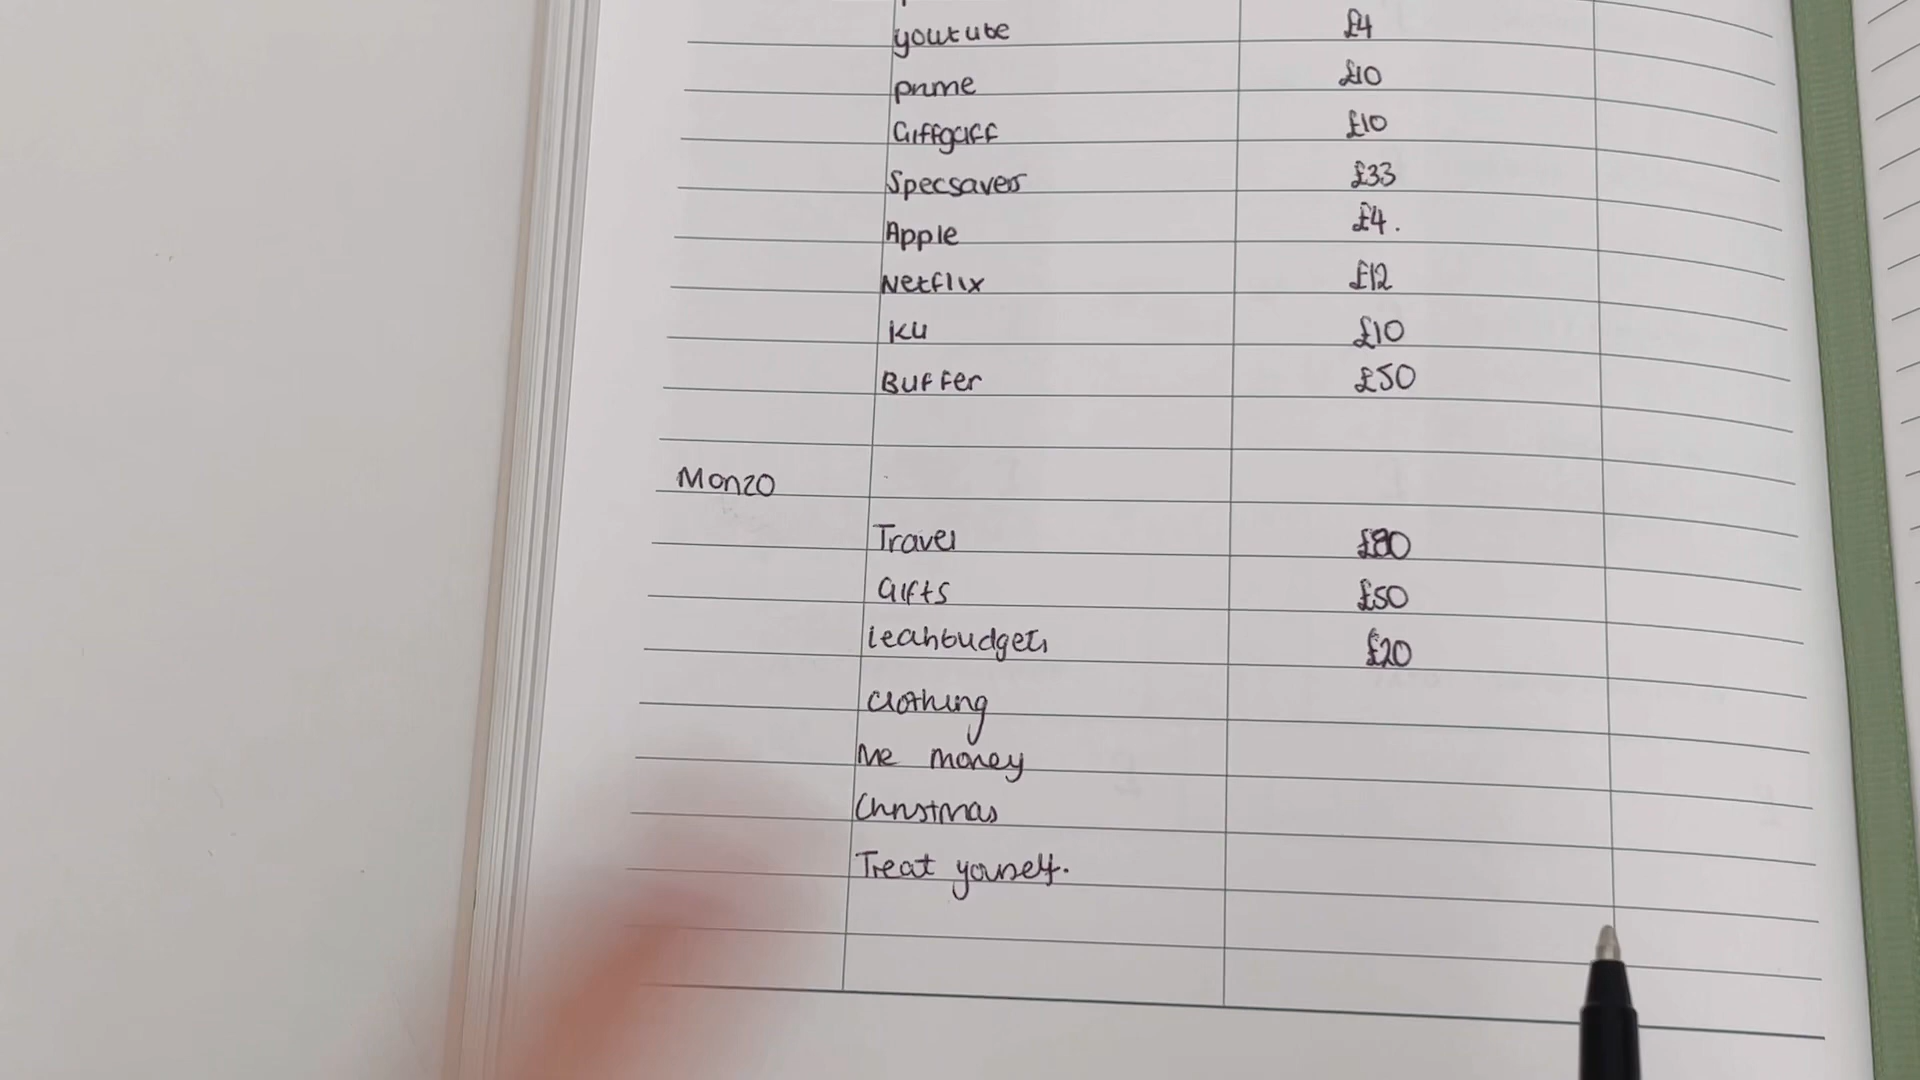 youtube £4
prime £10
Giffgaff £10
Specsavers £33
Apple £4.
Netflix £12
KU £10
Buffer £50
Monzo
Travel £80
Gifts £50
leahbudgets £20
Clothing
Me money
Christmas
Treat yourself.